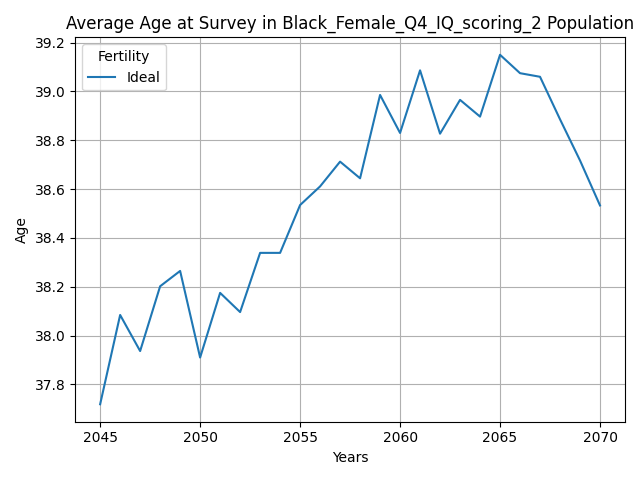 Average Age at Survey in Black_Female_Q4_IQ_scoring_2 Population
Fertility
Ideal
39.2
39.0
38.8
38.6
38.4
38.2
38.0
37.8
Age
2045 2050 2055 2060 2065 2070
Years